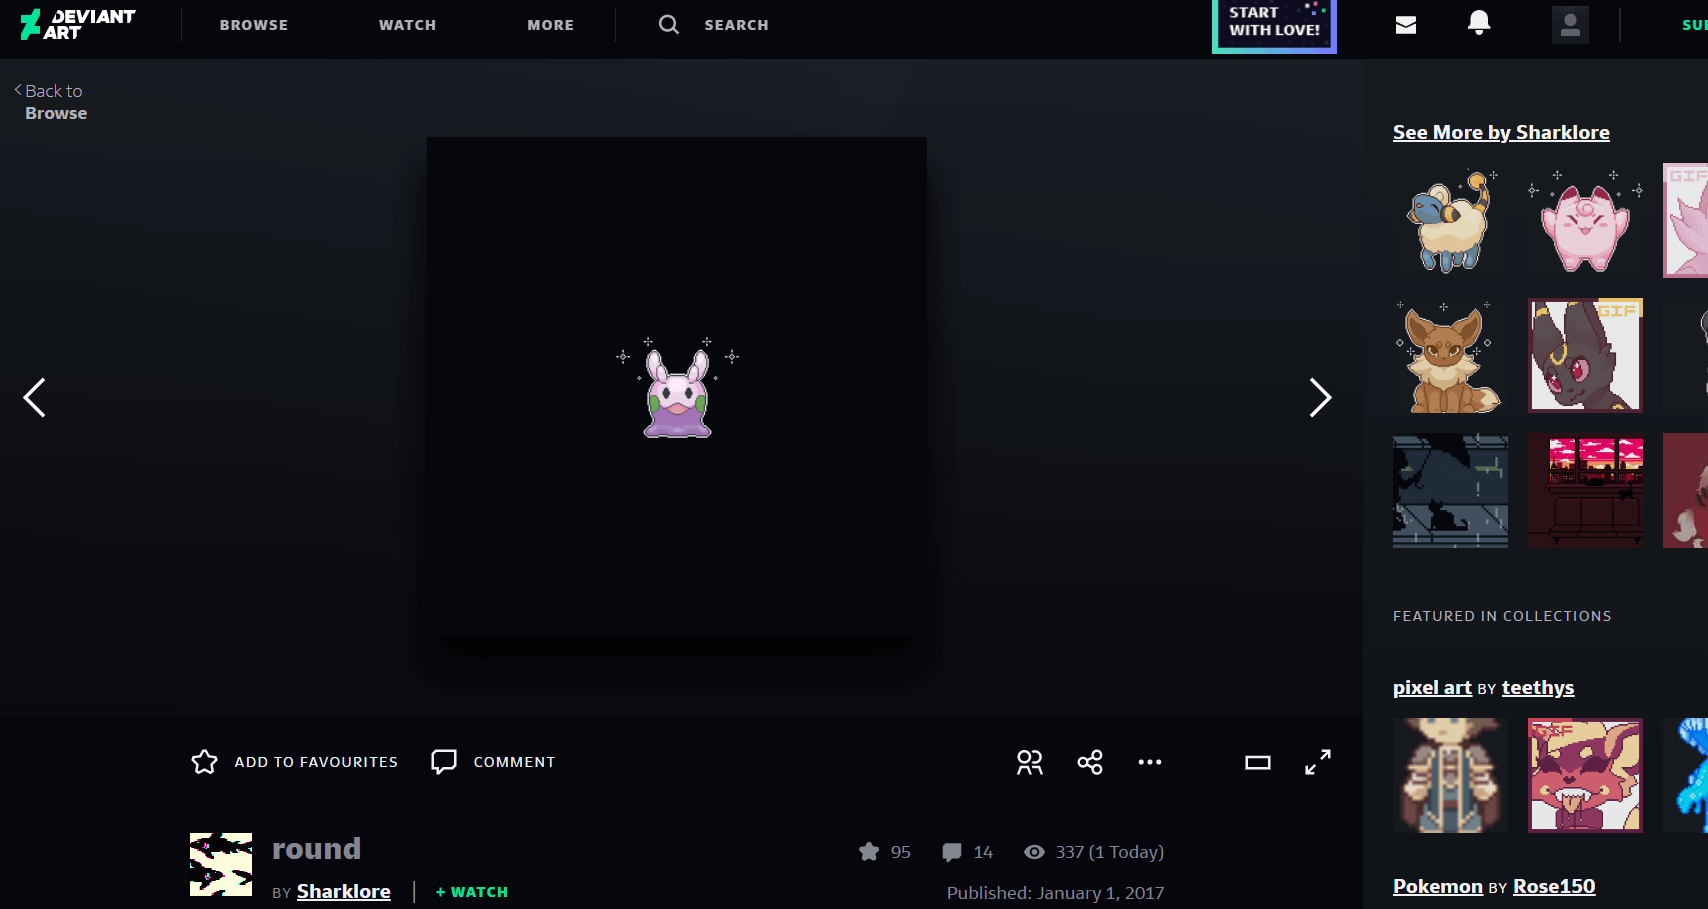 DEVIANT
ART
BROWSE
WATCH
MORE
SEARCH
START
WITH LOVE!
Back to
Browse
See More by Sharklore
GIF
GIF
FEATURED IN COLLECTIONS
pixel art BY teethys
GIF
Pokemon BY Rose150
ADD TO FAVOURITES
COMMENT
round
95
14
337 (1 Today)
BY Sharklore
+ WATCH
Published: January 1, 2017